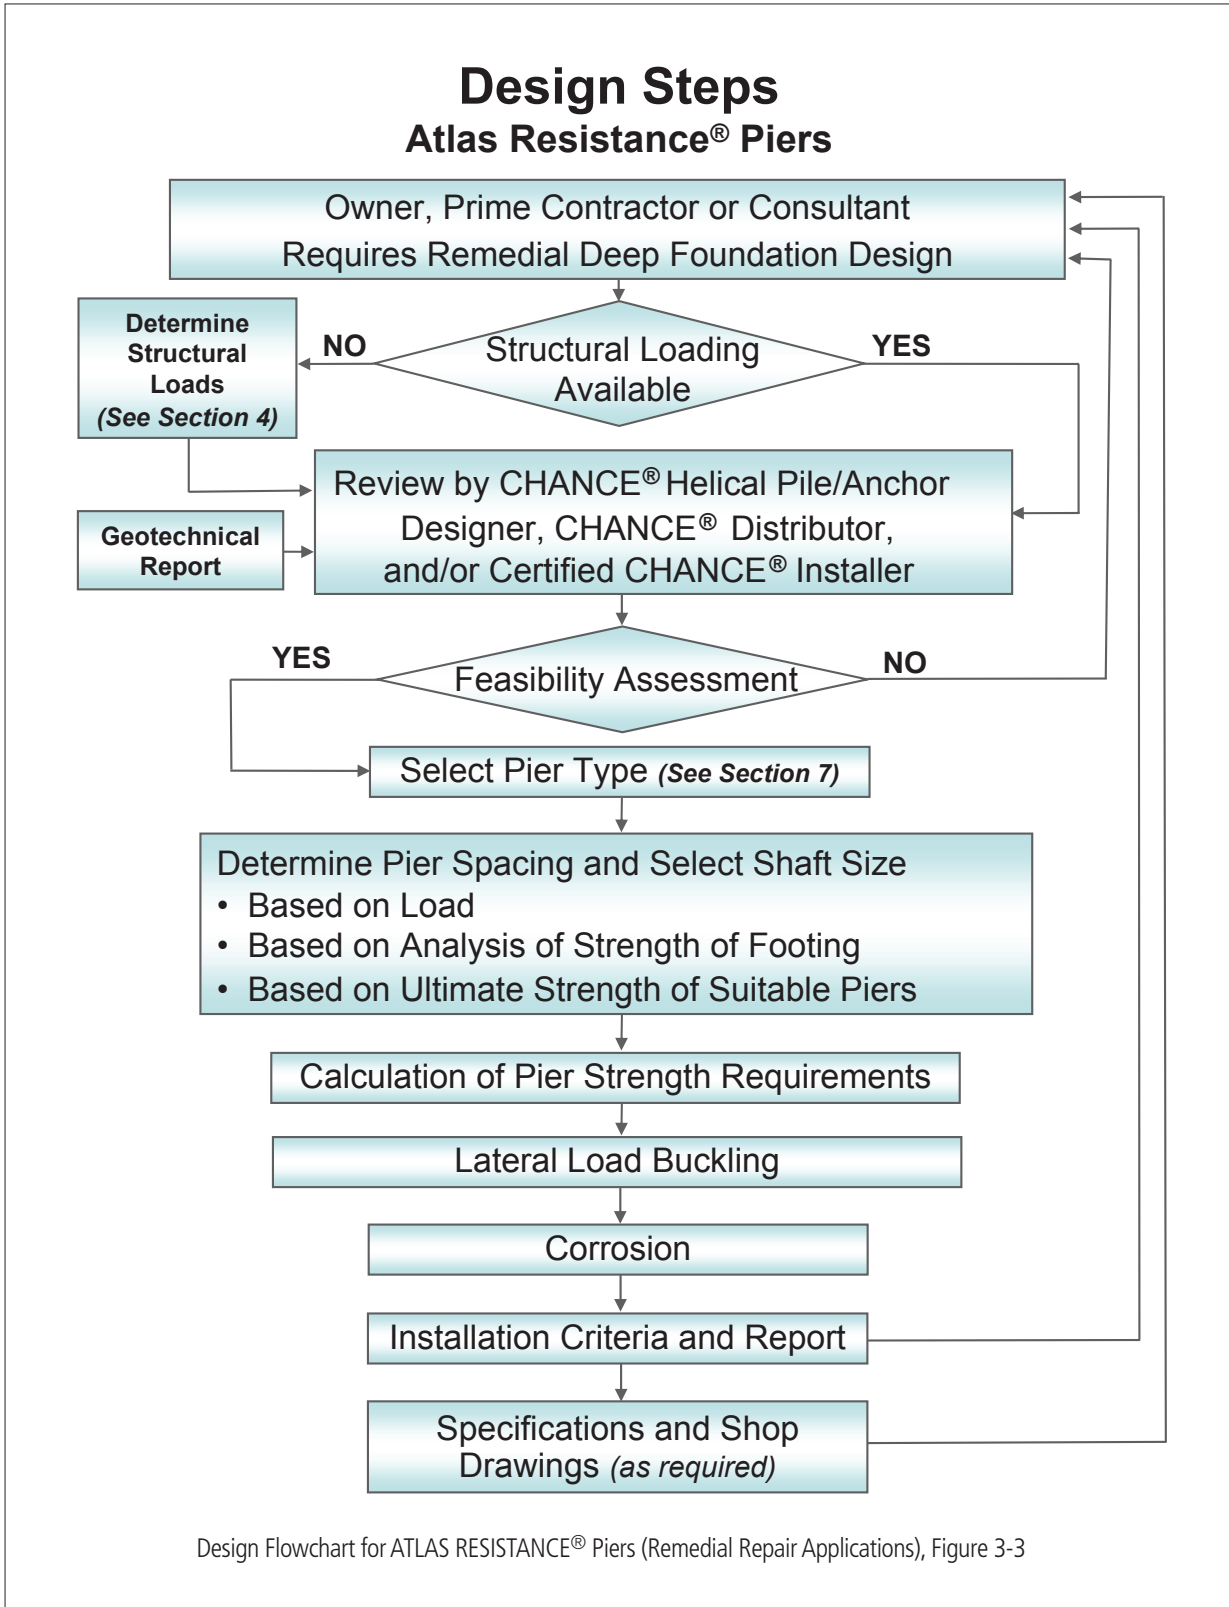 Design Steps
Atlas Resistance® Piers
Owner, Prime Contractor or Consultant
Requires Remedial Deep Foundation Design
Determine
Structural
Loads
(See Section 4)
NO
Structural Loading
Available
YES
Review by CHANCE® Helical Pile/Anchor
Designer, CHANCE® Distributor,
and/or Certified CHANCE® Installer
Geotechnical
Report
YES
Feasibility Assessment
NO
Select Pier Type (See Section 7)
Determine Pier Spacing and Select Shaft Size
• Based on Load
• Based on Analysis of Strength of Footing
• Based on Ultimate Strength of Suitable Piers
Calculation of Pier Strength Requirements
Lateral Load Buckling
Corrosion
Installation Criteria and Report
Specifications and Shop
Drawings (as required)
Design Flowchart for ATLAS RESISTANCE® Piers (Remedial Repair Applications), Figure 3-3